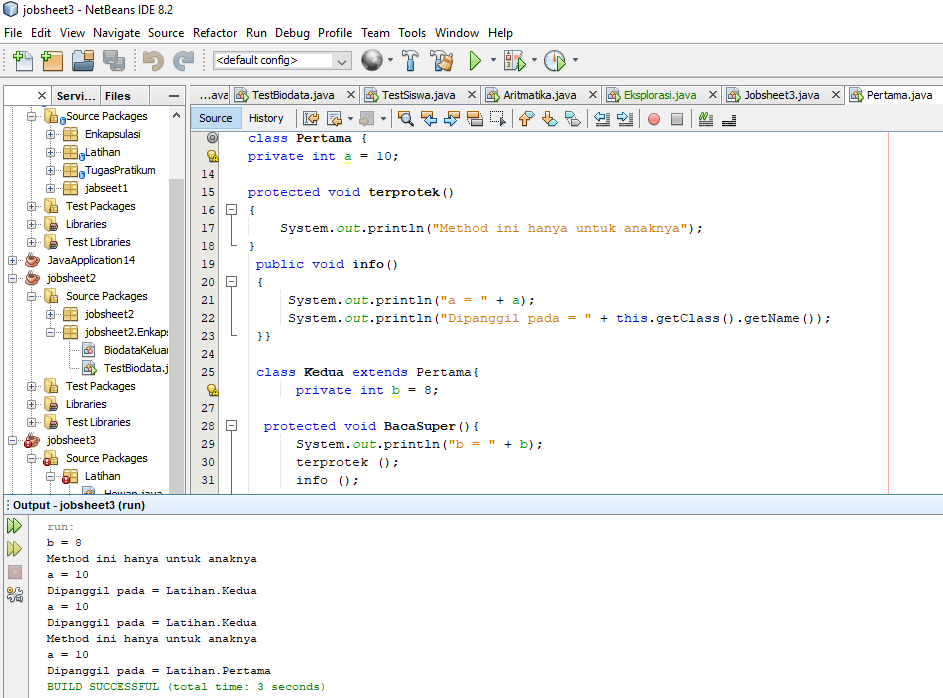 jobsheet3 - NetBeans IDE 8.2
File Edit View Navigate Source Refactor Run Debug Profile Team Tools Window Help
<default config>
Servi... Files
...ava TestBiodata.java TestSiswa.java Aritmatika.java Eksplorasi.java Jobsheet3.java Pertama.java
Source History
Source Packages
Enkapsulasi
Latihan
TugasPratikum
jabseet1
Test Packages
Libraries
Test Libraries
JavaApplication14
jobsheet2
Source Packages
jobsheet2
jobsheet2.Enkaps
BiodataKeluar
TestBiodata.j
Test Packages
Libraries
Test Libraries
jobsheet3
Source Packages
Latihan
Hewan.java
class Pertama {
private int a = 10;
14
15 protected void terprotek()
16 {
17 System.out.println("Method ini hanya untuk anaknya");
18 }
19 public void info()
20 {
21 System.out.println("a = " + a);
22 System.out.println("Dipanggil pada = " + this.getClass().getName());
23 }}
24
25 class Kedua extends Pertama{
private int b = 8;
27
28 protected void BacaSuper(){
29 System.out.println("b = " + b);
30 terprotek ();
31 info ();
Output - jobsheet3 (run)
run:
b = 8
Method ini hanya untuk anaknya
a = 10
Dipanggil pada = Latihan.Kedua
a = 10
Dipanggil pada = Latihan.Kedua
Method ini hanya untuk anaknya
a = 10
Dipanggil pada = Latihan.Pertama
BUILD SUCCESSFUL (total time: 3 seconds)